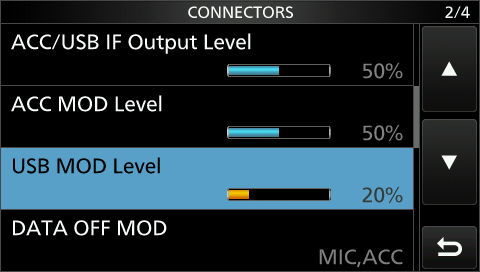 CONNECTORS 2/4
ACC/USB IF Output Level
50%
ACC MOD Level
50%
USB MOD Level
20%
DATA OFF MOD
MIC,ACC